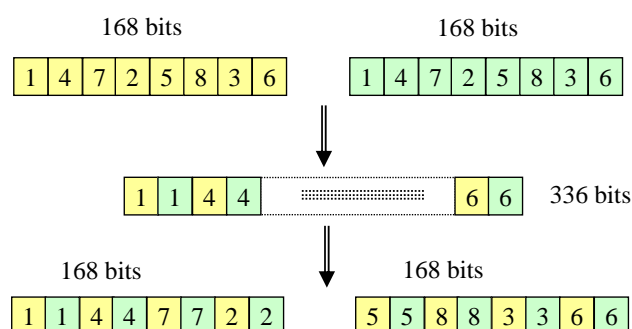 168 bits 168 bits
1 4 7 2 5 8 3 6 1 4 7 2 5 8 3 6
1 1 4 4 6 6 336 bits
168 bits 168 bits
1 1 4 4 7 7 2 2 5 5 8 8 3 3 6 6